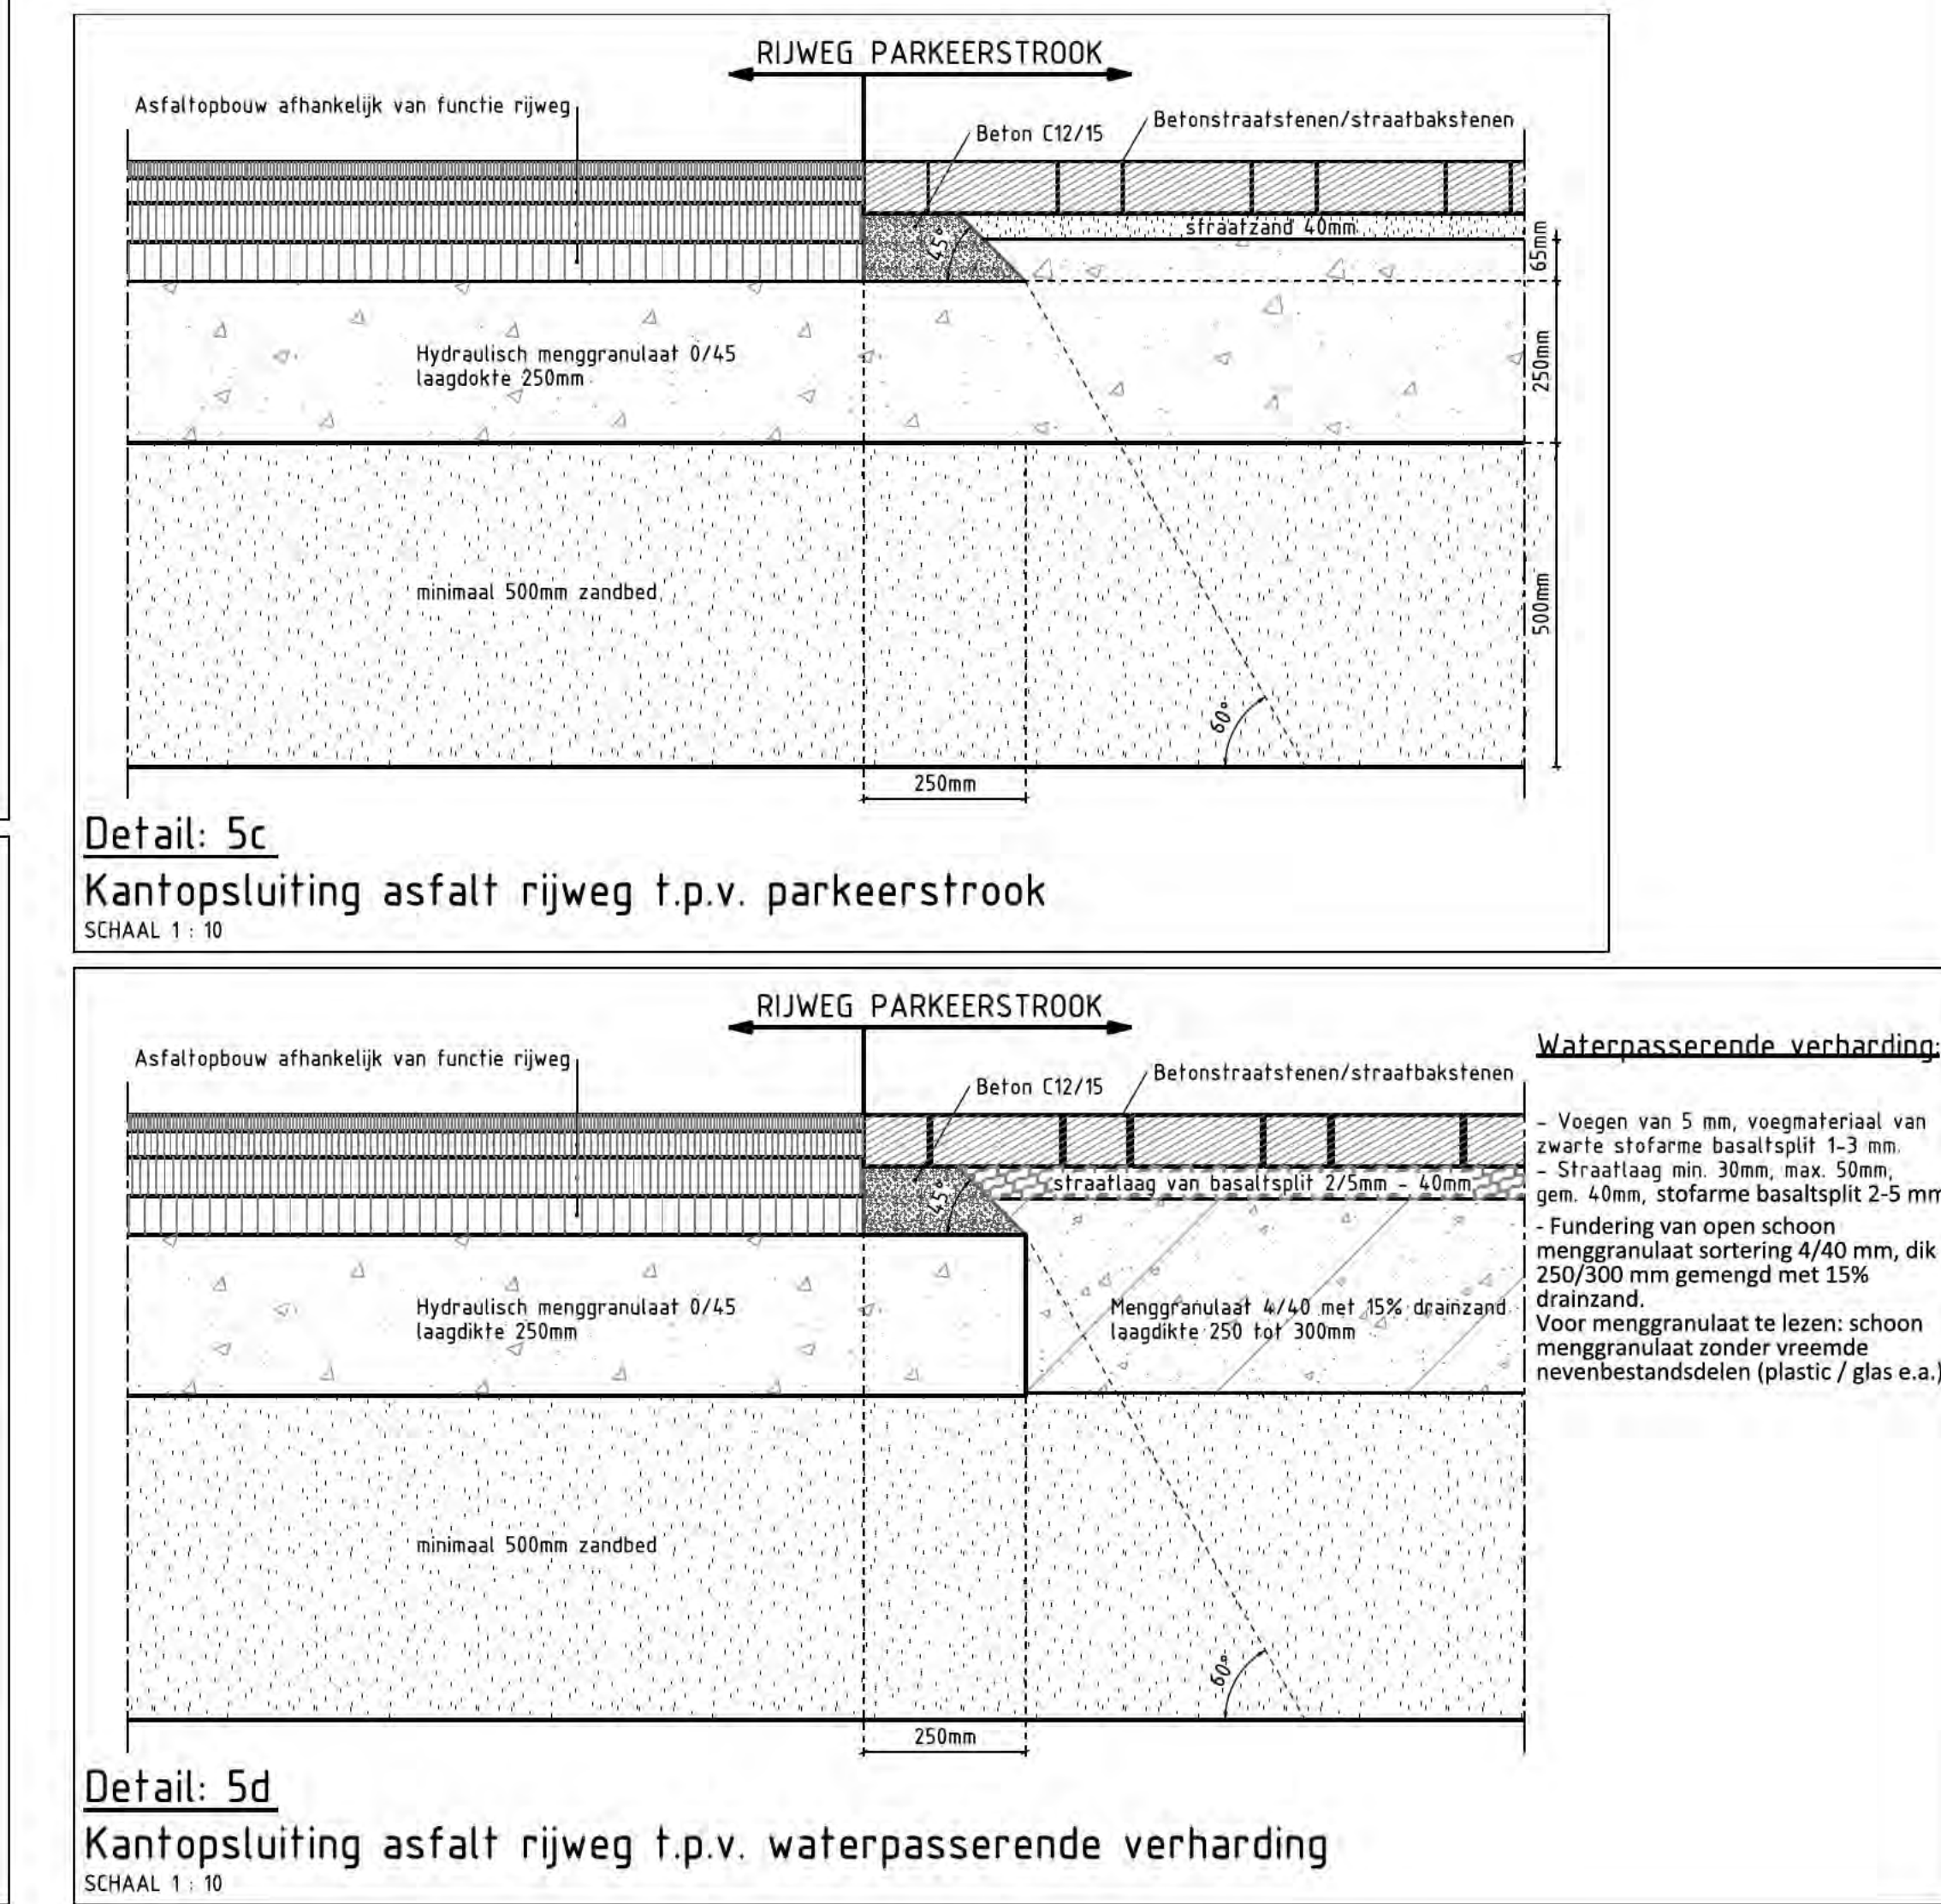 RIJWEG PARKEERSTROOK
Asfaltopbouw afhankelijk van functie rijweg
Beton C12/15
Betonstraatstenen/straatbakstenen
straatzand 40mm
45°
65mm
Hydraulisch menggranulaat 0/45
laagdokte 250mm
250mm
minimaal 500mm zandbed
500mm
60°
250mm
Detail: 5c
Kantopsluiting asfalt rijweg t.p.v. parkeerstrook
SCHAAL 1 : 10
RIJWEG PARKEERSTROOK
Asfaltopbouw afhankelijk van functie rijweg
Beton C12/15
Betonstraatstenen/straatbakstenen
straatlaag van basaltsplit 2/5mm - 40mm
45°
Hydraulisch menggranulaat 0/45
laagdikte 250mm
Menggranulaat 4/40 met 15% drainzand
laagdikte 250 tot 300mm
minimaal 500mm zandbed
60°
250mm
Waterpasserende verharding:
- Voegen van 5 mm, voegmateriaal van
zwarte stofarme basaltsplit 1-3 mm.
- Straatlaag min. 30mm, max. 50mm,
gem. 40mm, stofarme basaltsplit 2-5 mm
- Fundering van open schoon
menggranulaat sortering 4/40 mm, dik
250/300 mm gemengd met 15%
drainzand.
Voor menggranulaat te lezen: schoon
menggranulaat zonder vreemde
nevenbestandsdelen (plastic / glas e.a.)
Detail: 5d
Kantopsluiting asfalt rijweg t.p.v. waterpasserende verharding
SCHAAL 1 : 10